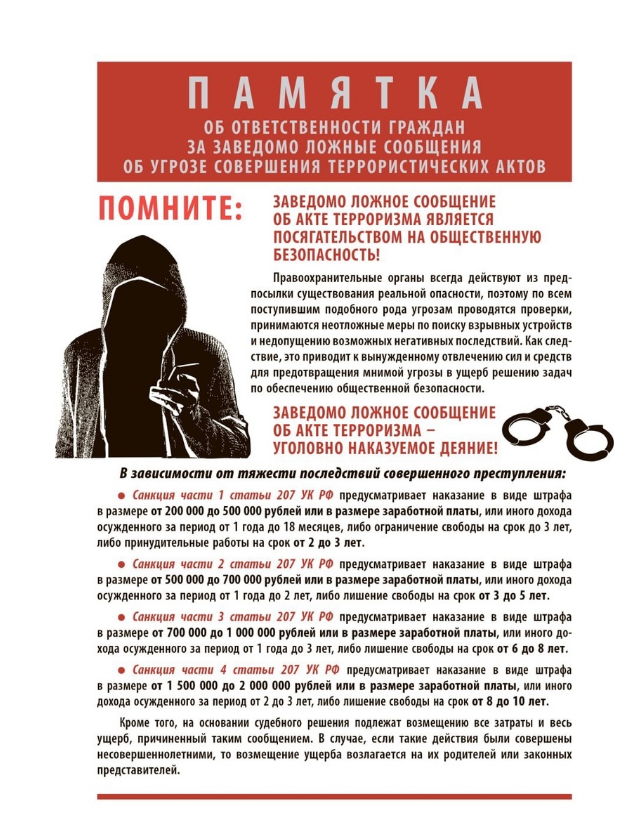 ПАМЯТКА
ОБ ОТВЕТСТВЕННОСТИ ГРАЖДАН
ЗА ЗАВЕДОМО ЛОЖНЫЕ СООБЩЕНИЯ
ОБ УГРОЗЕ СОВЕРШЕНИЯ ТЕРРОРИСТИЧЕСКИХ АКТОВ
ПОМНИТЕ:
ЗАВЕДОМО ЛОЖНОЕ СООБЩЕНИЕ
ОБ АКТЕ ТЕРРОРИЗМА ЯВЛЯЕТСЯ
ПОСЯГАТЕЛЬСТВОМ НА ОБЩЕСТВЕННУЮ
БЕЗОПАСНОСТЬ!
Правоохранительные органы всегда действуют из пред-
посылки существования реальной опасности, поэтому по всем
поступившим подобного рода угрозам проводятся проверки,
принимаются неотложные меры по поиску взрывных устройств
и недопущению возможных негативных последствий. Как след-
ствие, это приводит к вынужденному отвлечению сил и средств
для предотвращения мнимой угрозы в ущерб решению задач
по обеспечению общественной безопасности.
ЗАВЕДОМО ЛОЖНОЕ СООБЩЕНИЕ
ОБ АКТЕ ТЕРРОРИЗМА –
УГОЛОВНО НАКАЗУЕМОЕ ДЕЯНИЕ!
В зависимости от тяжести последствий совершенного преступления:
● Санкция части 1 статьи 207 УК РФ предусматривает наказание в виде штрафа
в размере от 200 000 до 500 000 рублей или в размере заработной платы, или иного дохода
осужденного за период от 1 года до 18 месяцев, либо ограничение свободы на срок до 3 лет,
либо принудительные работы на срок от 2 до 3 лет.
● Санкция части 2 статьи 207 УК РФ предусматривает наказание в виде штрафа
в размере от 500 000 до 700 000 рублей или в размере заработной платы, или иного дохода
осужденного за период от 1 года до 2 лет, либо лишение свободы на срок от 3 до 5 лет.
● Санкция части 3 статьи 207 УК РФ предусматривает наказание в виде штрафа
в размере от 700 000 до 1 000 000 рублей или в размере заработной платы, или иного до-
хода осужденного за период от 1 года до 3 лет, либо лишение свободы на срок от 6 до 8 лет.
● Санкция части 4 статьи 207 УК РФ предусматривает наказание в виде штрафа
в размере от 1 500 000 до 2 000 000 рублей или в размере заработной платы, или иного
дохода осужденного за период от 2 до 3 лет, либо лишение свободы на срок от 8 до 10 лет.
Кроме того, на основании судебного решения подлежат возмещению все затраты и весь
ущерб, причиненный таким сообщением. В случае, если такие действия были совершены
несовершеннолетними, то возмещение ущерба возлагается на их родителей или законных
представителей.